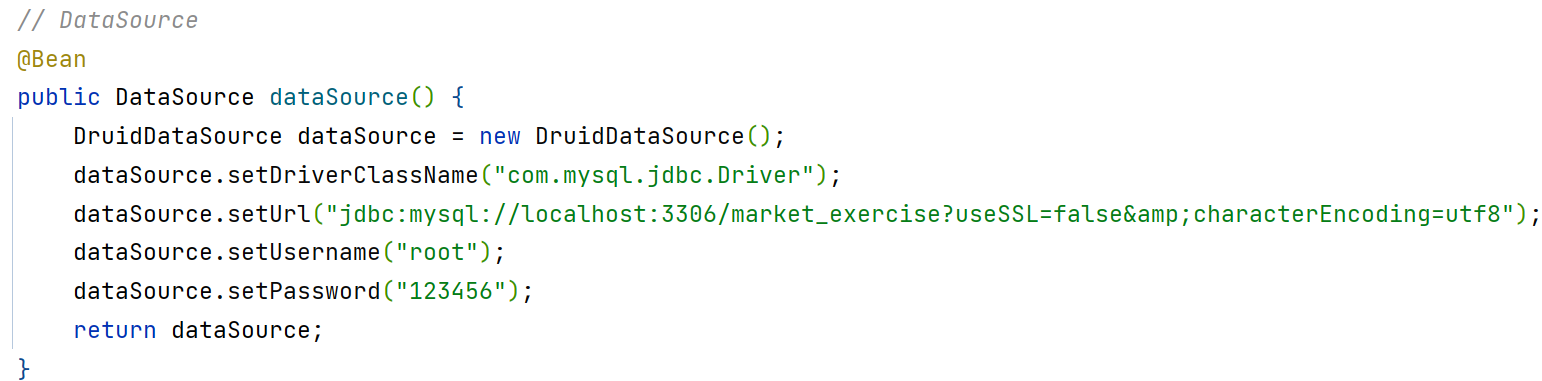 // DataSource
@Bean
public DataSource dataSource() {
    DruidDataSource dataSource = new DruidDataSource();
    dataSource.setDriverClassName("com.mysql.jdbc.Driver");
    dataSource.setUrl("jdbc:mysql://localhost:3306/market_exercise?useSSL=false&amp;characterEncoding=utf8");
    dataSource.setUsername("root");
    dataSource.setPassword("123456");
    return dataSource;
}